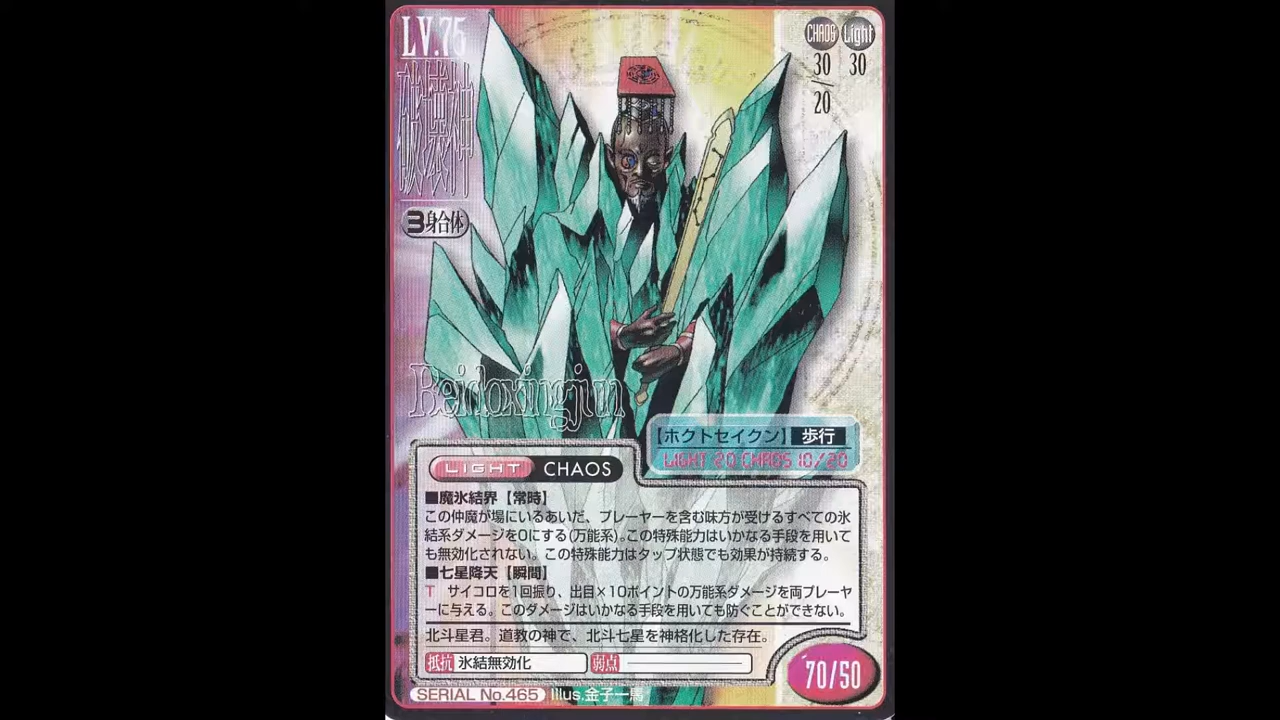 LV.75
CHAOS Light
30 30
/
20
破壊神
3身合体
Beidouxingjun
【ホクトセイクン】 歩行
LIGHT 20 CHAOS 10/20
LIGHT CHAOS
■魔氷結界【常時】
この仲魔が場にいるあいだ、プレーヤーを含む味方が受けるすべての氷
結系ダメージを0にする(万能系)。この特殊能力はいかなる手段を用いて
も無効化されない。この特殊能力はタップ状態でも効果が持続する。
■七星降天【瞬間】
T サイコロを1回振り、出目×10ポイントの万能系ダメージを両プレーヤ
ーに与える。このダメージはいかなる手段を用いても防ぐことができない。
北斗星君。道教の神で、北斗七星を神格化した存在。
抵抗 氷結無効化 弱点 ─────
70/50
SERIAL No.465 Illus.金子一馬